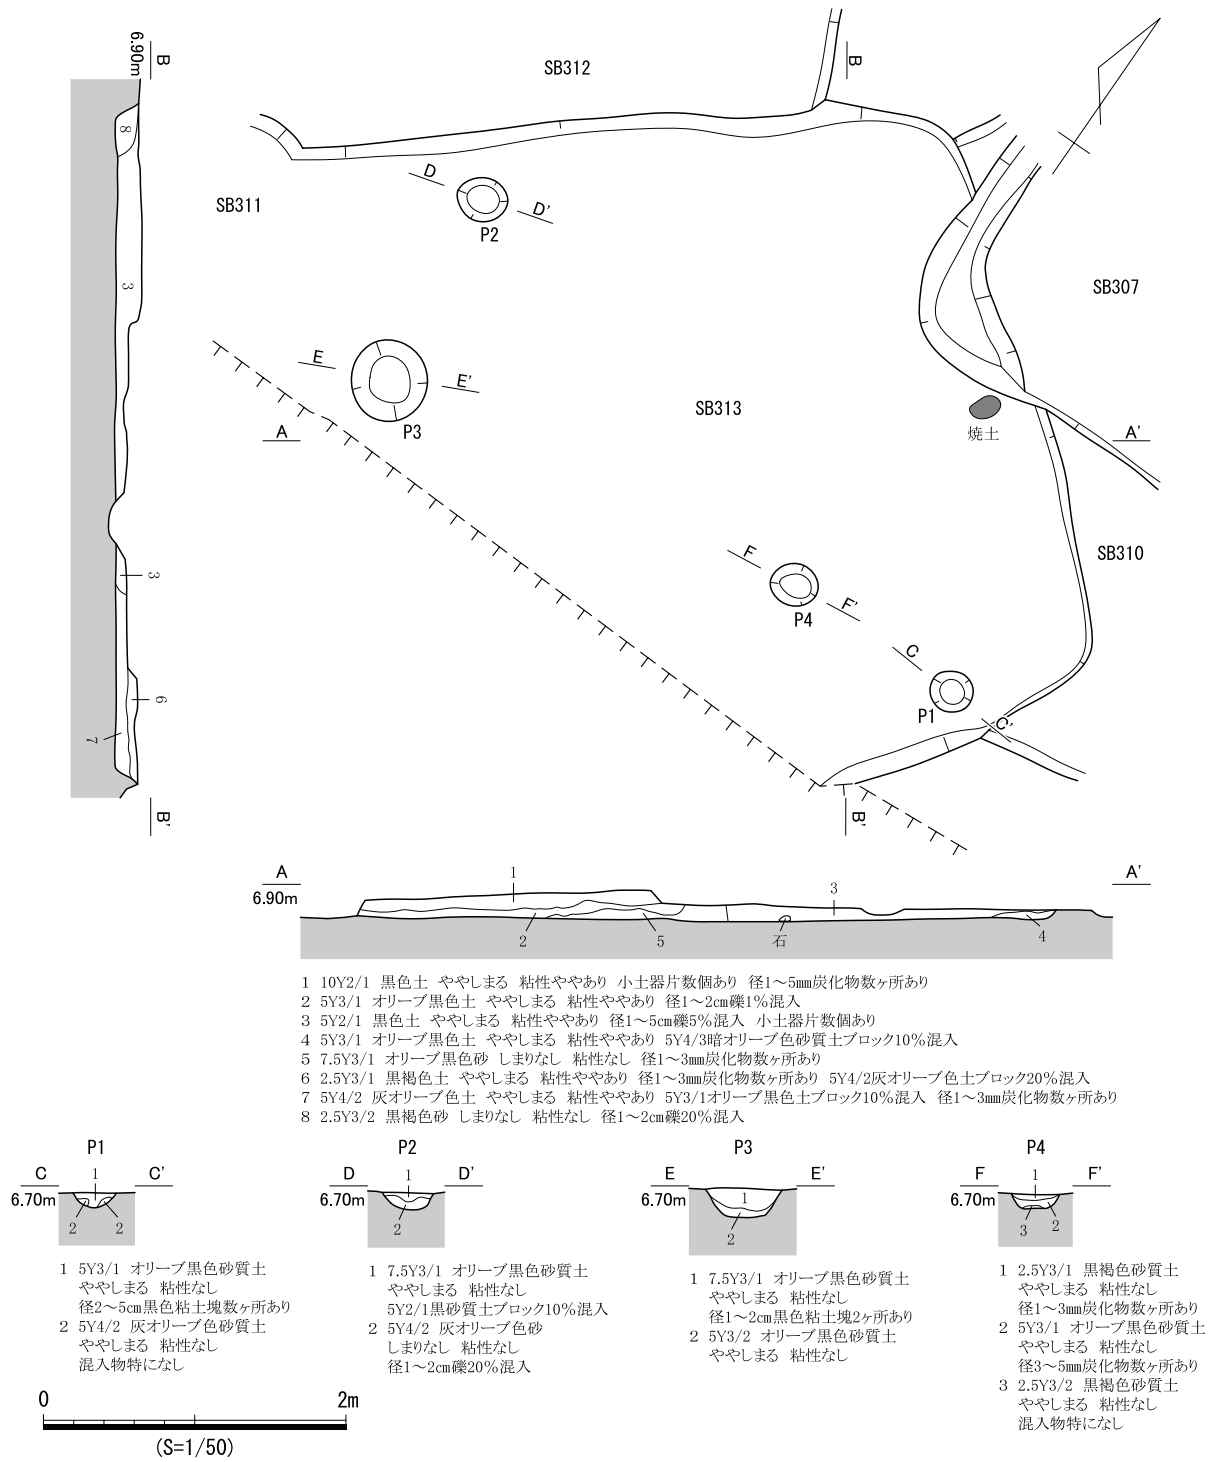 B
6.90m
8
3
3
6
7
B'
SB312
B
D
D'
P2
SB311
SB307
E
E'
P3
SB313
A
焼土
A'
F
F'
P4
SB310
C
P1
C'
B'
A
6.90m
1
3
2
5
石
4
A'
1 10Y2/1 黒色土 ややしまる 粘性ややあり 小土器片数個あり 径1～5mm炭化物数ヶ所あり
2 5Y3/1 オリーブ黒色土 ややしまる 粘性ややあり 径1～2cm礫1%混入
3 5Y2/1 黒色土 ややしまる 粘性ややあり 径1～5cm礫5%混入 小土器片数個あり
4 5Y3/1 オリーブ黒色土 ややしまる 粘性ややあり 5Y4/3暗オリーブ色砂質土ブロック10%混入
5 7.5Y3/1 オリーブ黒色砂 しまりなし 粘性なし 径1～3mm炭化物数ヶ所あり
6 2.5Y3/1 黒褐色土 ややしまる 粘性ややあり 径1～3mm炭化物数ヶ所あり 5Y4/2灰オリーブ色土ブロック20%混入
7 5Y4/2 灰オリーブ色土 ややしまる 粘性ややあり 5Y3/1オリーブ黒色土ブロック10%混入 径1～3mm炭化物数ヶ所あり
8 2.5Y3/2 黒褐色砂 しまりなし 粘性なし 径1～2cm礫20%混入
P1
C
1
C'
6.70m
2
2
1 5Y3/1 オリーブ黒色砂質土
ややしまる 粘性なし
径2～5cm黒色粘土塊数ヶ所あり
2 5Y4/2 灰オリーブ色砂質土
ややしまる 粘性なし
混入物特になし
P2
D
1
D'
6.70m
2
1 7.5Y3/1 オリーブ黒色砂質土
ややしまる 粘性なし
5Y2/1黒砂質土ブロック10%混入
2 5Y4/2 灰オリーブ色砂
しまりなし 粘性なし
径1～2cm礫20%混入
P3
E
E'
6.70m
1
2
1 7.5Y3/1 オリーブ黒色砂質土
ややしまる 粘性なし
径1～2cm黒色粘土塊2ヶ所あり
2 5Y3/2 オリーブ黒色砂質土
ややしまる 粘性なし
P4
F
1
F'
6.70m
3
2
1 2.5Y3/1 黒褐色砂質土
ややしまる 粘性なし
径1～3mm炭化物数ヶ所あり
2 5Y3/1 オリーブ黒色砂質土
ややしまる 粘性なし
径3～5mm炭化物数ヶ所あり
3 2.5Y3/2 黒褐色砂質土
ややしまる 粘性なし
混入物特になし
0
2m
(S=1/50)